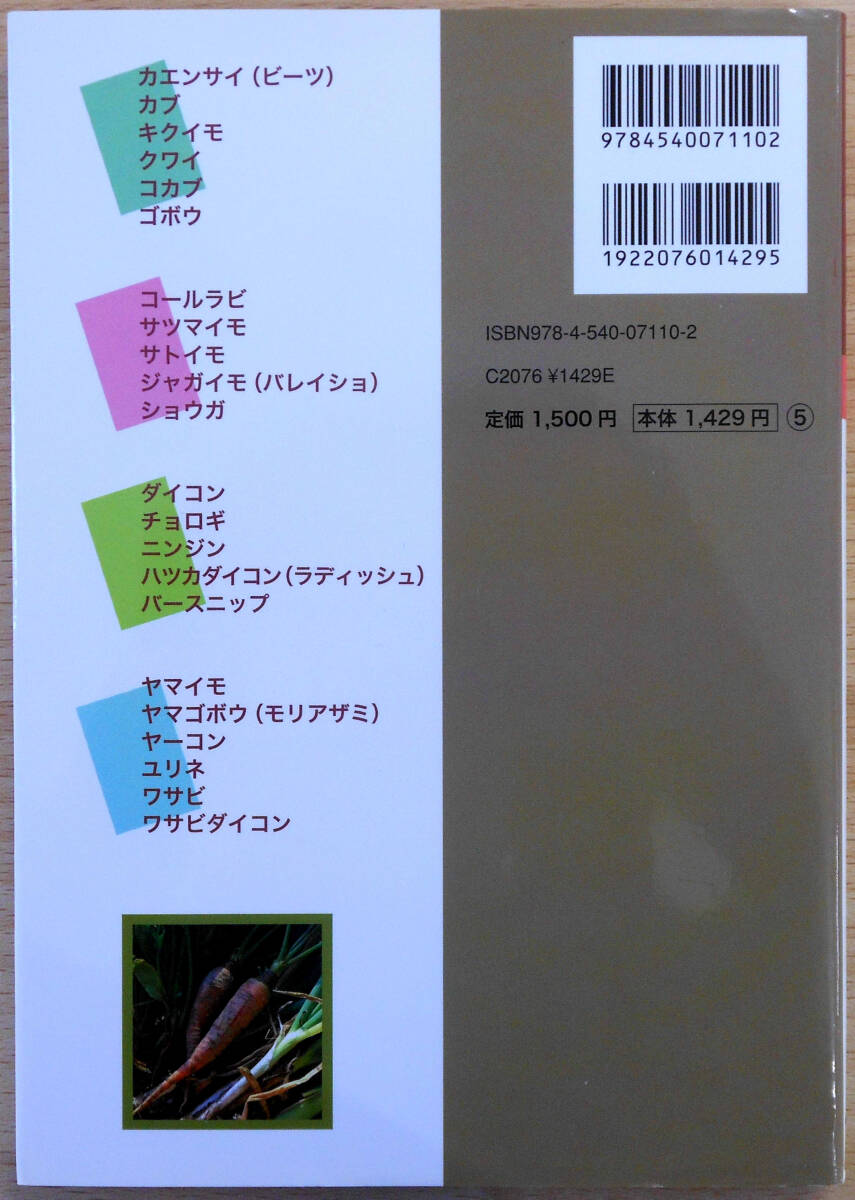 カエンサイ（ビーツ）
カブ
キクイモ
クワイ
コカブ
ゴボウ
コールラビ
サツマイモ
サトイモ
ジャガイモ（バレイショ）
ショウガ
ダイコン
チョロギ
ニンジン
ハツカダイコン（ラディッシュ）
パースニップ
ヤマイモ
ヤマゴボウ（モリアザミ）
ヤーコン
ユリネ
ワサビ
ワサビダイコン
9784540071102
1922076014295
ISBN978-4-540-07110-2
C2076 ¥1429E
定価 1,500 円 本体 1,429 円 ⑤